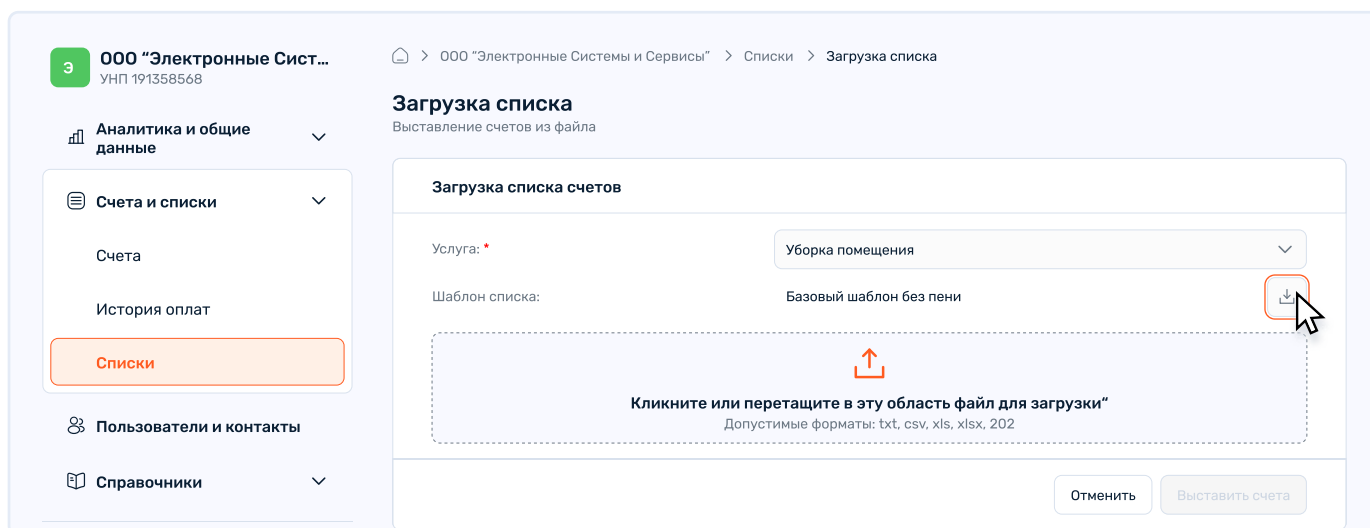 Э
ООО “Электронные Сист...
УНП 191358568
Аналитика и общие
данные
Счета и списки
Счета
История оплат
Списки
Пользователи и контакты
Справочники
ООО “Электронные Системы и Сервисы” > Списки > Загрузка списка
Загрузка списка
Выставление счетов из файла
Загрузка списка счетов
Услуга: * Уборка помещения
Шаблон списка: Базовый шаблон без пени
Кликните или перетащите в эту область файл для загрузки“
Допустимые форматы: txt, csv, xls, xlsx, 202
Отменить Выставить счета